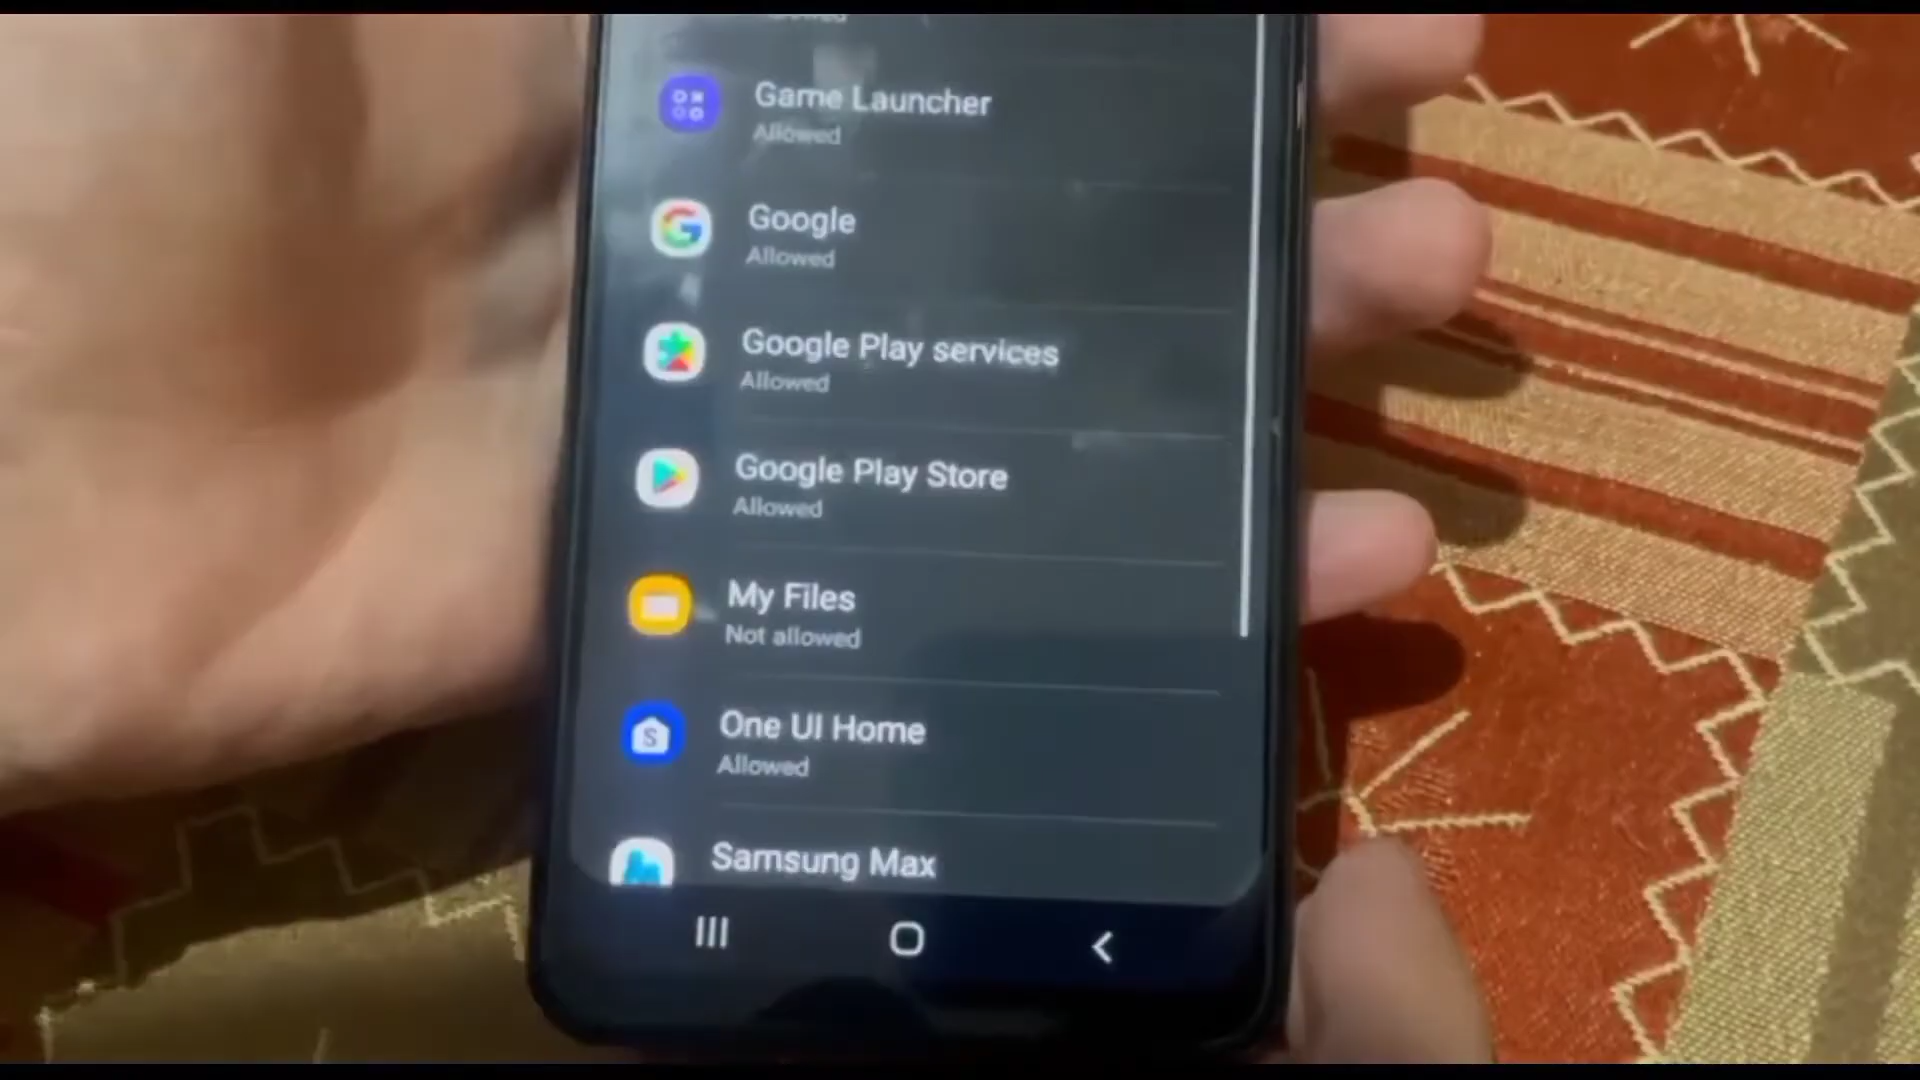 Game Launcher
Allowed
Google
Allowed
Google Play services
Allowed
Google Play Store
Allowed
My Files
Not allowed
One UI Home
Allowed
Samsung Max